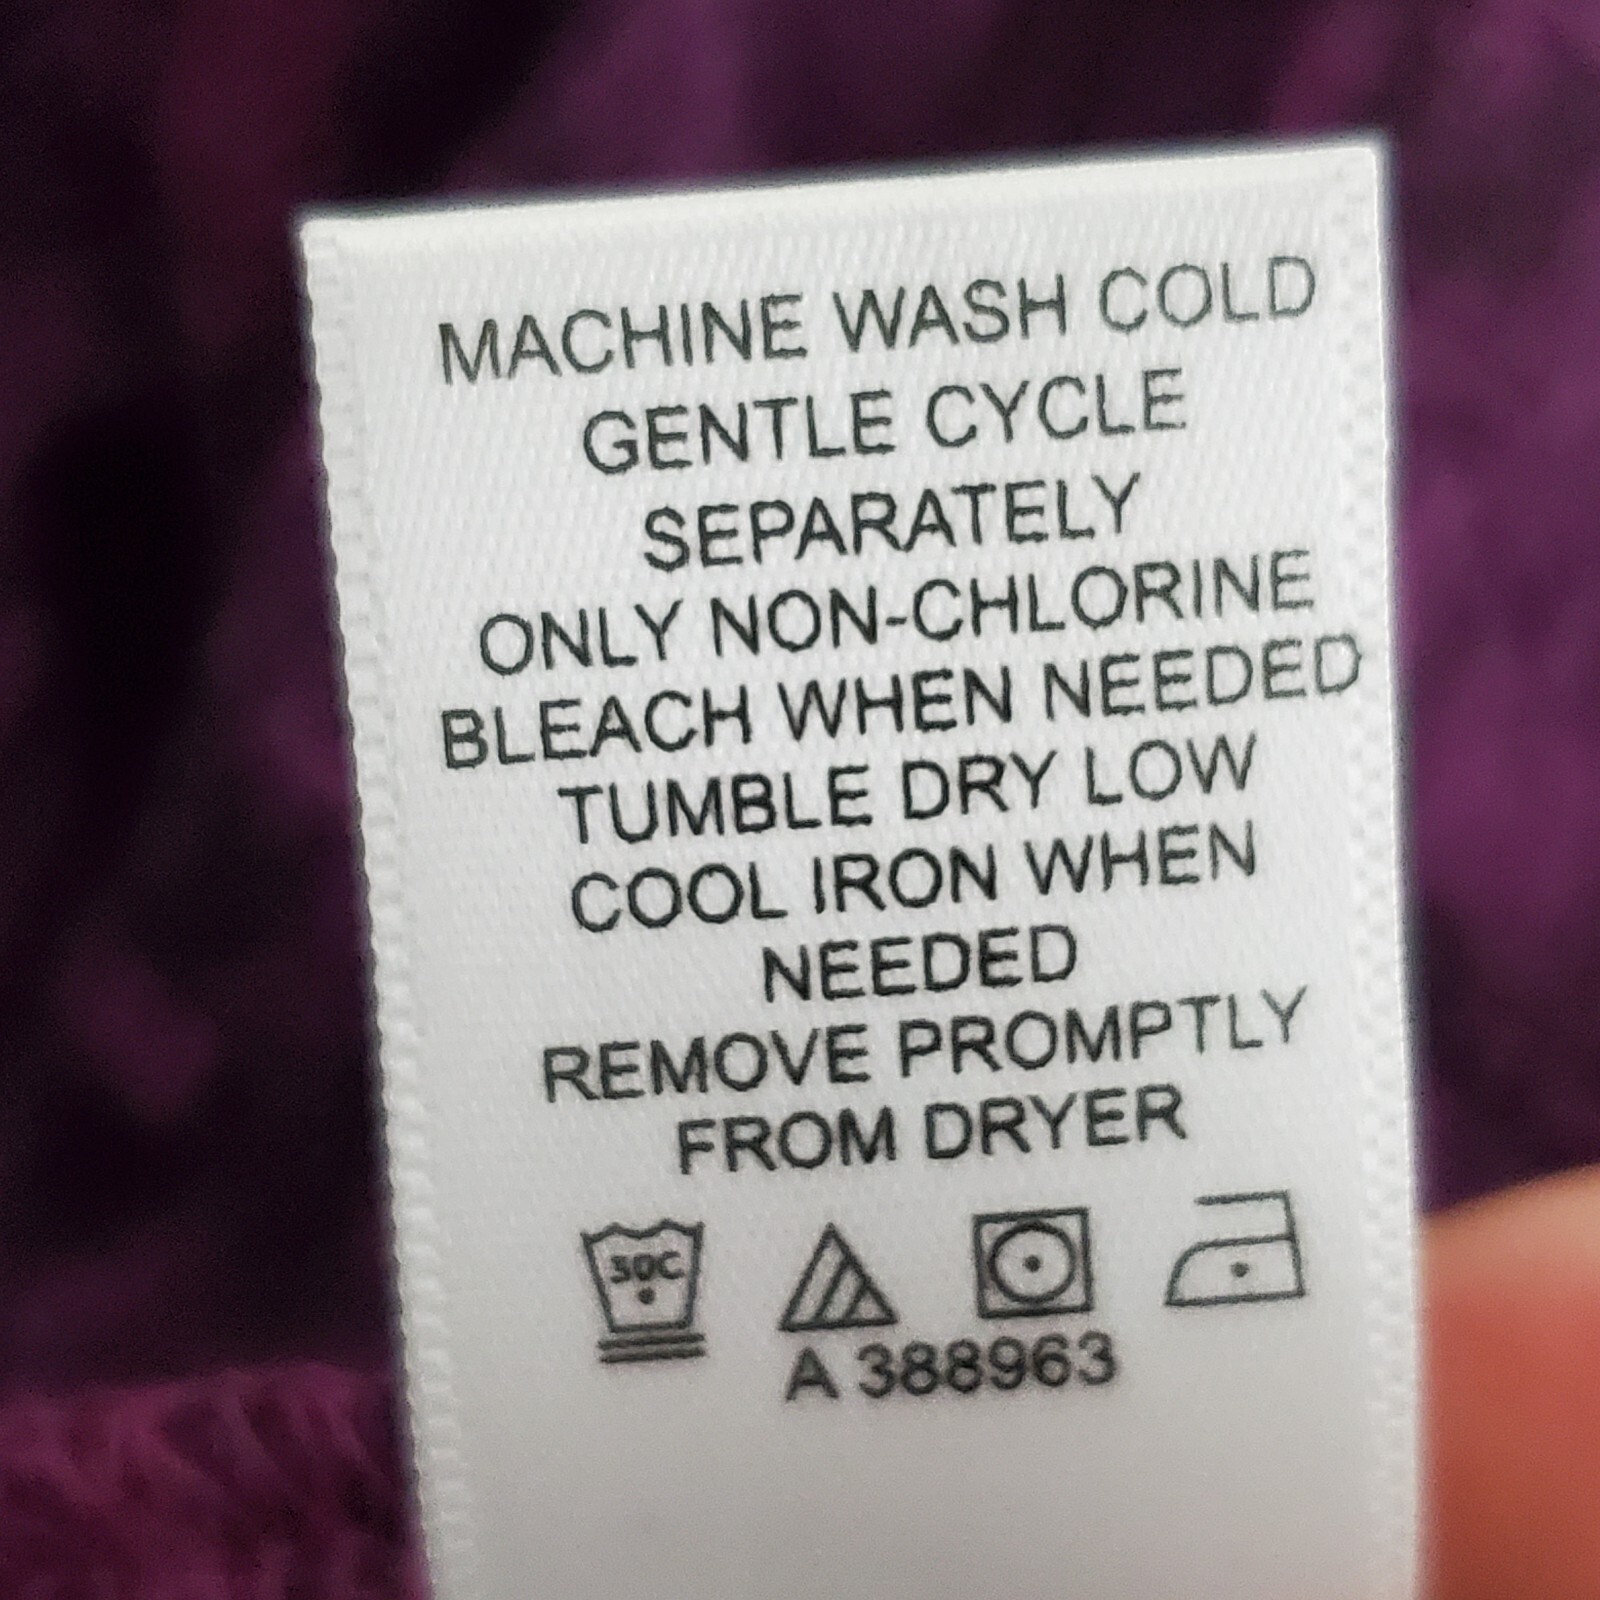 MACHINE WASH COLD
GENTLE CYCLE
SEPARATELY
ONLY NON-CHLORINE
BLEACH WHEN NEEDED
TUMBLE DRY LOW
COOL IRON WHEN
NEEDED
REMOVE PROMPTLY
FROM DRYER
30C
A 388963